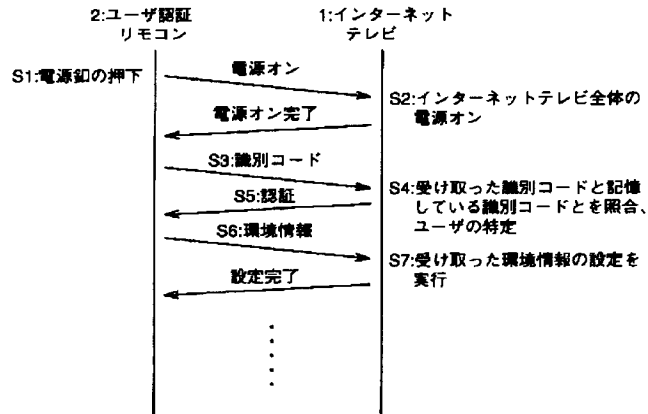 2:ユーザ認証
リモコン
1:インターネット
テレビ
S1:電源釦の押下
電源オン
S2:インターネットテレビ全体の
電源オン
電源オン完了
S3:識別コード
S4:受け取った識別コードと記憶
している識別コードとを照合、
ユーザの特定
S5:認証
S6:環境情報
S7:受け取った環境情報の設定を
実行
設定完了